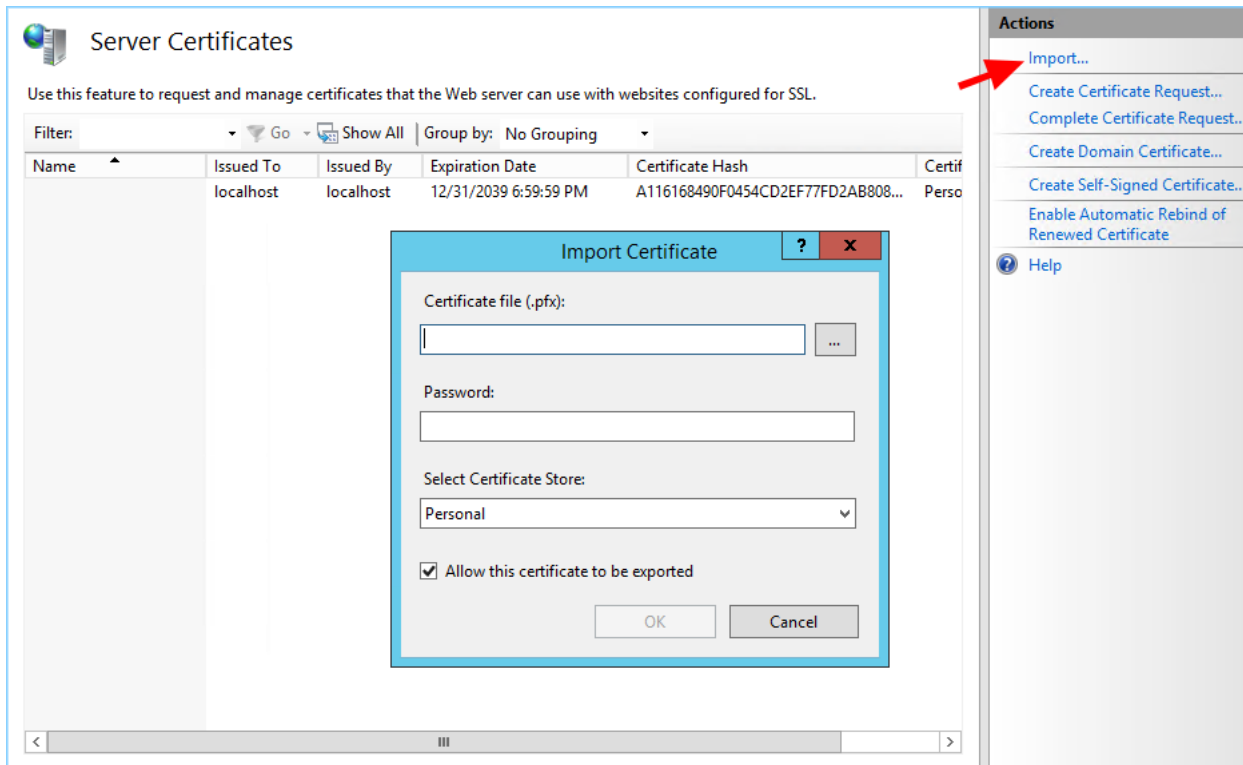 Server Certificates
Use this feature to request and manage certificates that the Web server can use with websites configured for SSL.
Filter: Go Show All Group by: No Grouping
Name Issued To Issued By Expiration Date Certificate Hash Certif
localhost localhost 12/31/2039 6:59:59 PM A116168490F0454CD2EF77FD2AB808... Perso
Import Certificate ? x
Certificate file (.pfx):
...
Password:
Select Certificate Store:
Personal
Allow this certificate to be exported
OK Cancel
Actions
Import...
Create Certificate Request...
Complete Certificate Request..
Create Domain Certificate...
Create Self-Signed Certificate..
Enable Automatic Rebind of
Renewed Certificate
? Help